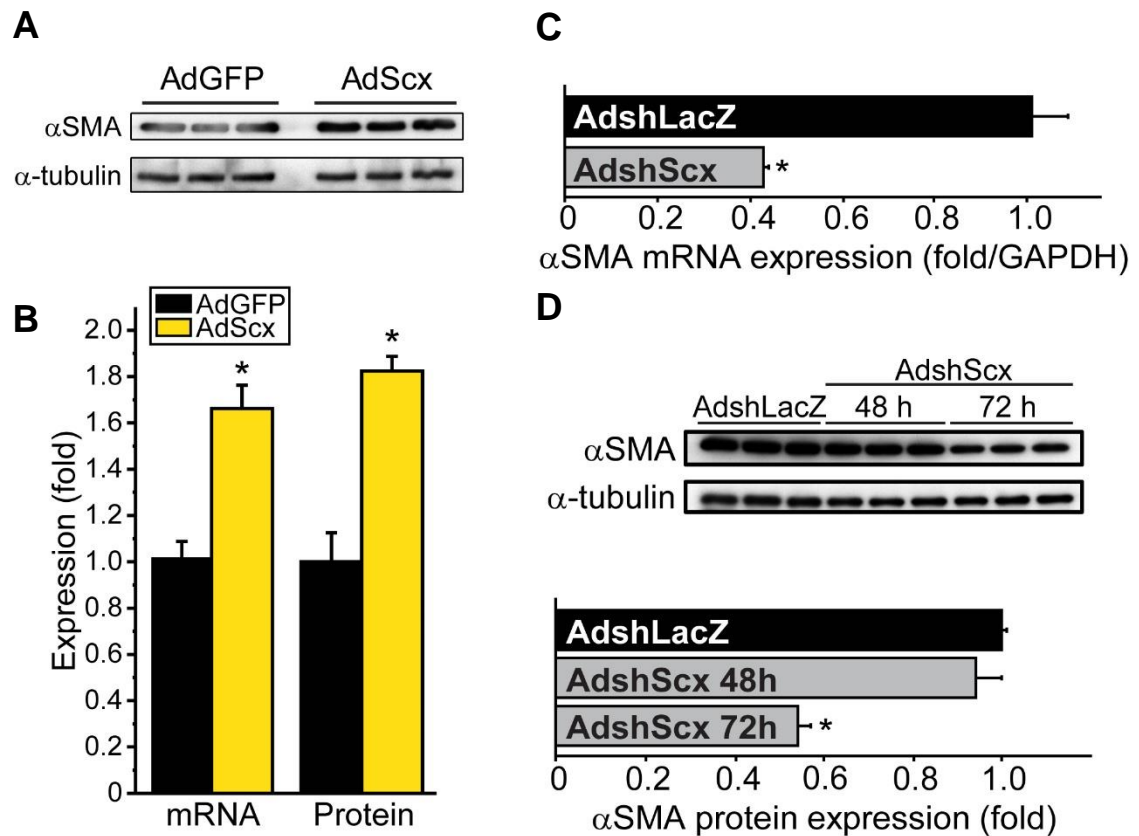 A
AdGFP AdScx
αSMA
α-tubulin
B
AdGFP
AdScx
Expression (fold)
2.0
1.8
1.6
1.4
1.2
1.0
0.8
0.6
0.4
0.2
0
*
*
mRNA Protein
C
AdshLacZ
AdshScx *
0 0.2 0.4 0.6 0.8 1.0
αSMA mRNA expression (fold/GAPDH)
D
AdshScx
AdshLacZ 48 h 72 h
αSMA
α-tubulin
AdshLacZ
AdshScx 48h
AdshScx 72h *
0 0.2 0.4 0.6 0.8 1.0
αSMA protein expression (fold)